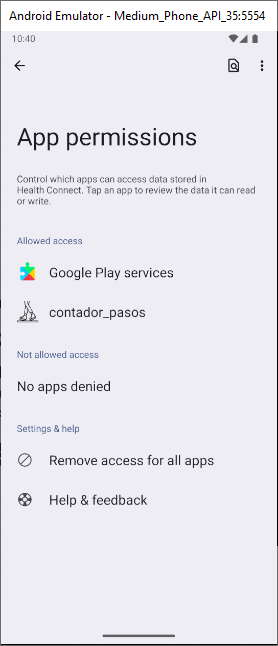 Android Emulator - Medium_Phone_API_35:5554
10:40
App permissions
Control which apps can access data stored in
Health Connect. Tap an app to review the data it can read
or write.
Allowed access
Google Play services
contador_pasos
Not allowed access
No apps denied
Settings & help
Remove access for all apps
Help & feedback